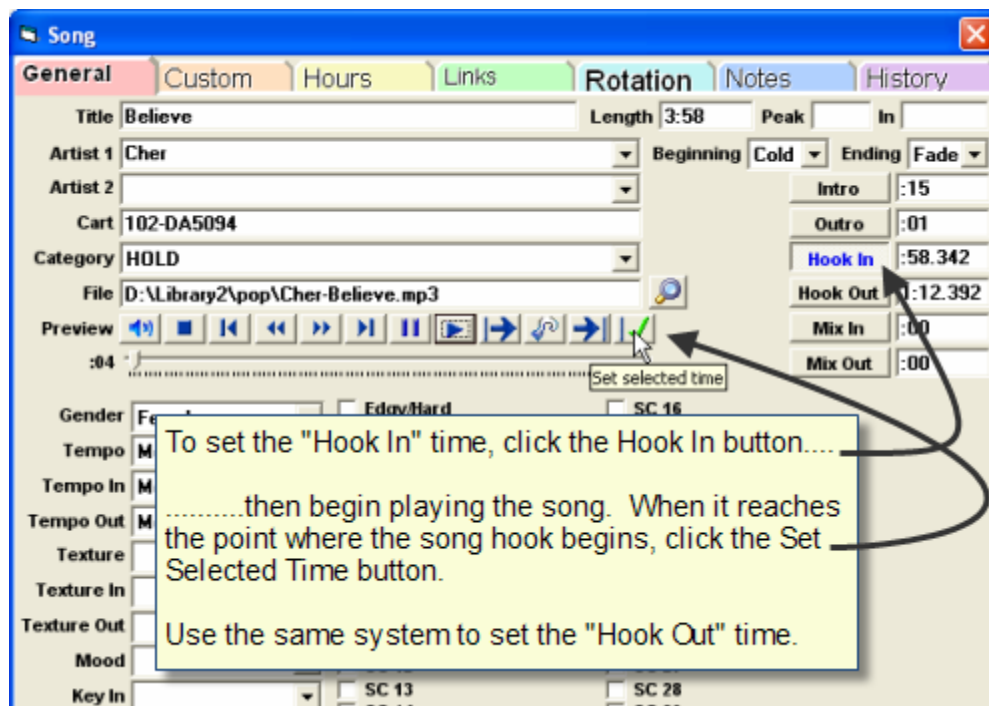 Song
General Custom Hours Links Rotation Notes History
Title Believe Length 3:58 Peak In
Artist 1 Cher Beginning Cold Ending Fade
Artist 2 Intro :15
Cart 102-DA5094 Outro :01
Category HOLD Hook In :58.342
File D:\Library2\pop\Cher-Believe.mp3 Hook Out 1:12.392
Preview Mix In :00
:04 Set selected time Mix Out :00
Gender Edgy/Hard SC 16
Tempo
Tempo In
Tempo Out
Texture
Texture In
Texture Out
Mood
Key In SC 13 SC 28
To set the "Hook In" time, click the Hook In button....
..........then begin playing the song. When it reaches
the point where the song hook begins, click the Set
Selected Time button.
Use the same system to set the "Hook Out" time.